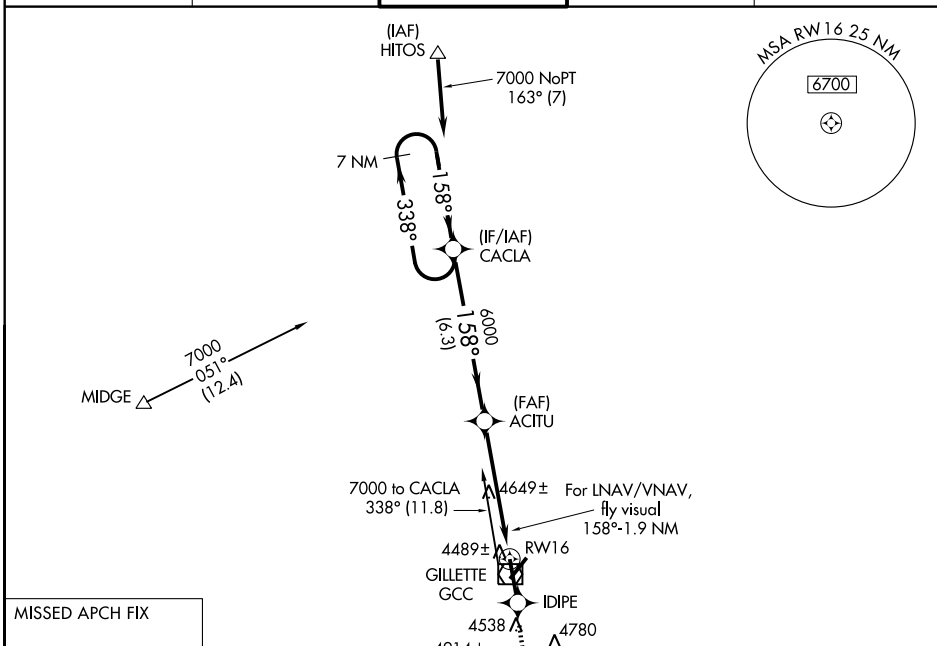 (IAF)
HITOS
7000 NoPT
163° (7)
MSA RW16 25 NM
6700
7 NM
158°
338°
(IF/IAF)
CACLA
6000
158°
(6.3)
7000
051°
(12.4)
MIDGE
(FAF)
ACITU
7000 to CACLA
338° (11.8)
4649±
For LNAV/VNAV,
fly visual
158°-1.9 NM
4489±
RW16
GILLETTE
GCC
IDIPE
MISSED APCH FIX
4538
4780